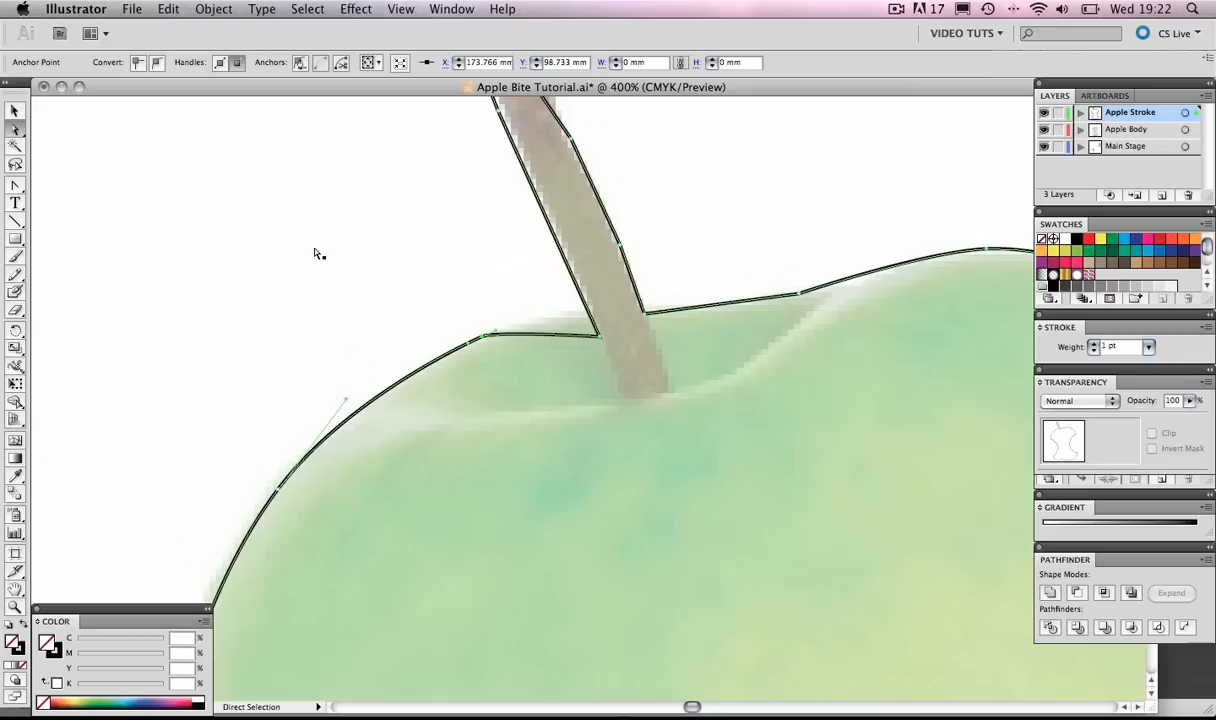 Illustrator File Edit Object Type Select Effect View Window Help 17 Wed 19:22
Ai Br VIDEO TUTS CS Live
Anchor Point Convert: Handles: Anchors: X: 173.766 mm Y: 98.733 mm W: 0 mm H: 0 mm
Apple Bite Tutorial.ai* @ 400% (CMYK/Preview)
LAYERS ARTBOARDS
Apple Stroke
Apple Body
Main Stage
3 Layers
SWATCHES
STROKE
Weight: 1 pt
TRANSPARENCY
Normal Opacity: 100 %
Clip
Invert Mask
GRADIENT
PATHFINDER
Shape Modes:
Expand
Pathfinders:
COLOR
C %
M %
Y %
K %
Direct Selection